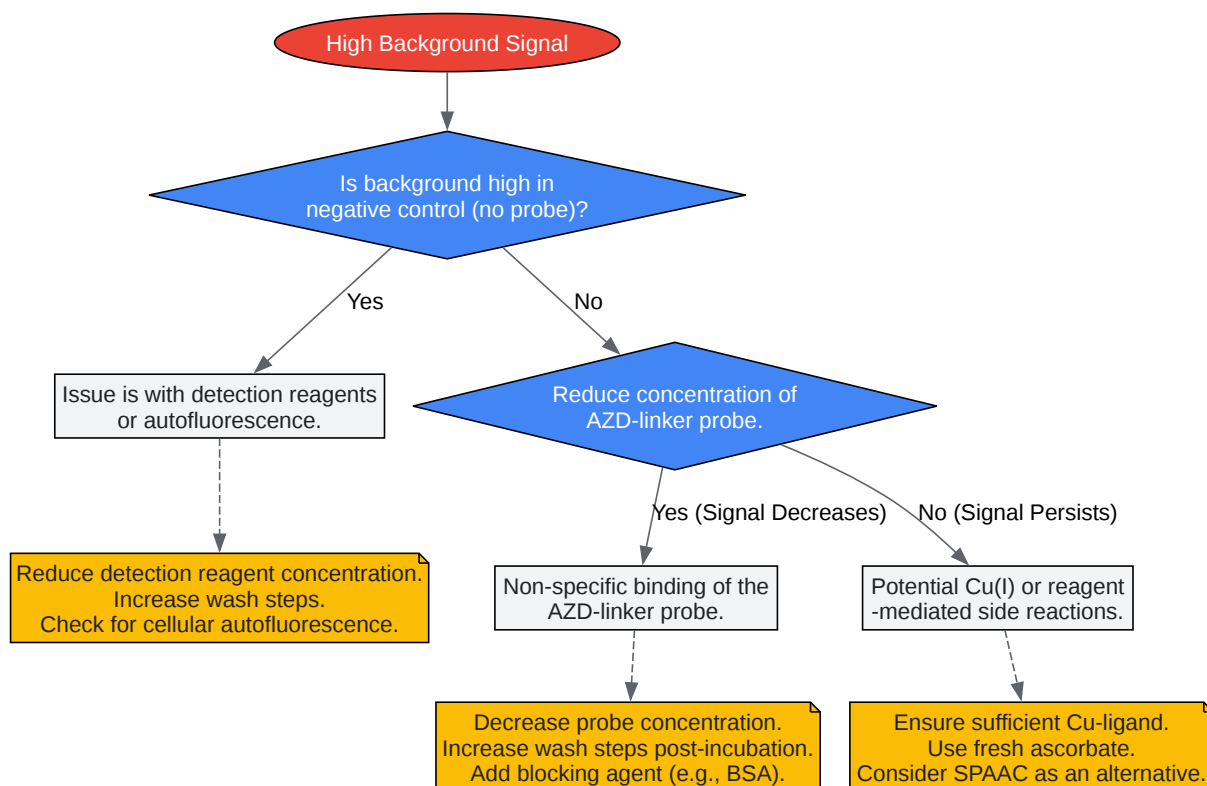 High Background Signal
Is background high in
negative control (no probe)?
Yes
No
Issue is with detection reagents
or autofluorescence.
Reduce concentration of
AZD-linker probe.
Yes (Signal Decreases)
No (Signal Persists)
Reduce detection reagent concentration.
Increase wash steps.
Check for cellular autofluorescence.
Non-specific binding of the
AZD-linker probe.
Potential Cu(I) or reagent
-mediated side reactions.
Decrease probe concentration.
Increase wash steps post-incubation.
Add blocking agent (e.g., BSA).
Ensure sufficient Cu-ligand.
Use fresh ascorbate.
Consider SPAAC as an alternative.